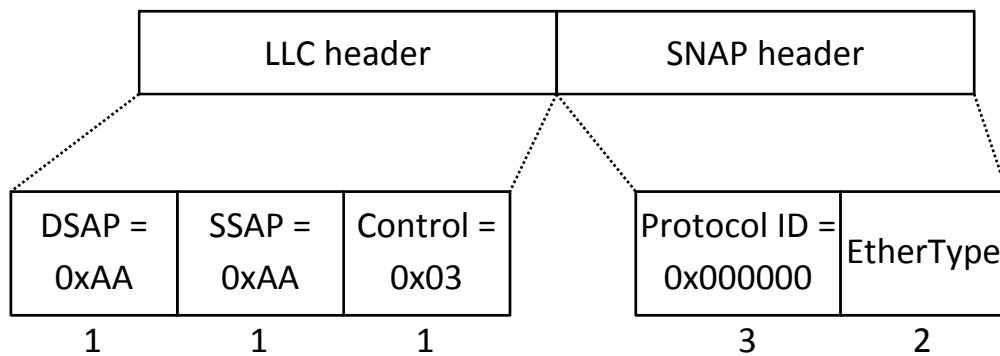 LLC header
SNAP header
DSAP =
0xAA
SSAP =
0xAA
Control =
0x03
Protocol ID =
0x000000
EtherType
1
1
1
3
2